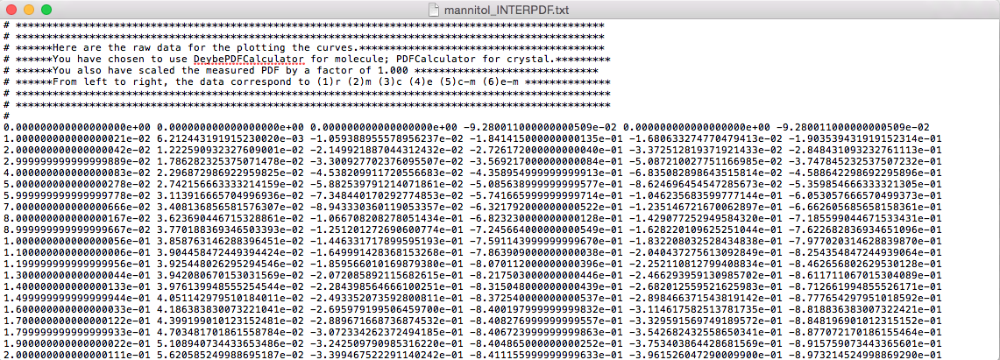 mannitol_INTERPDF.txt
# ************************************************************************************************
# ************************************************************************************************
# ******Here are the raw data for the plotting the curves.****************************************
# ******You have chosen to use DeybePDFCalculator for molecule; PDFCalculator for crystal.*********
# ******You also have scaled the measured PDF by a factor of 1.000 ******************************
# ******From left to right, the data correspond to (1)r (2)m (3)c (4)e (5)c-m (6)e-m **************
# *************************************************************************************************
# *************************************************************************************************
#
0.000000000000000000e+00 0.000000000000000000e+00 0.000000000000000000e+00 -9.280011000000000509e-02 0.000000000000000000e+00 -9.280011000000000509e-02
1.000000000000000021e-02 6.212443191915230020e-03 -1.059388955578956237e-02 -1.841415000000000135e-01 -1.680633274770479413e-02 -1.903539431919152314e-01
2.000000000000000042e-02 1.222590932327609001e-02 -2.149921887044312432e-02 -2.726172000000000040e-01 -3.372512819371921433e-02 -2.848431093232761113e-01
2.999999999999999889e-02 1.786282325375071478e-02 -3.300927702376095507e-02 -3.569217000000000084e-01 -5.087210027751166985e-02 -3.747845232537507232e-01
4.000000000000000083e-02 2.296872986922959825e-02 -4.538209911720556683e-02 -4.358954999999999913e-01 -6.835082898643515814e-02 -4.588642298692295896e-01
5.000000000000000278e-02 2.742156663333214159e-02 -5.882539791214071861e-02 -5.085638999999999577e-01 -8.624696454547285673e-02 -5.359854666333321305e-01
5.999999999999999778e-02 3.113916657704996936e-02 -7.348440170292774853e-02 -5.741665999999999714e-01 -1.046235683599777144e-01 -6.053057665770499373e-01
7.000000000000000666e-02 3.408136856581576307e-02 -8.943333036011905335​7e-02 -6.321792000000000522e-01 -1.235146721670062897e-01 -6.662605685658158361e-01
8.000000000000000167e-02 3.623690446715328861e-02 -1.066708208278051434e-01 -6.823230000000000128e-01 -1.429077252949584320e-01 -7.185599044671533431e-01
8.999999999999999667e-02 3.770188369346503393e-02 -1.251201272690600774e-01 -7.245664000000000549e-01 -1.628220109625251044e-01 -7.622682836934651096e-01
1.000000000000000056e-01 3.858763146288396451e-02 -1.446331717899595193e-01 -7.591143999999999670e-01 -1.832208032528434838e-01 -7.977020314628839870e-01
1.100000000000000006e-01 3.904458472449394424e-02 -1.649991428368153268e-01 -7.863909000000000038e-01 -2.040437275613092849e-01 -8.254354847244939064e-01
1.199999999999999956e-01 3.925448026295294546e-02 -1.859566010169879380e-01 -8.070112000000000396e-01 -2.252110812799408834e-01 -8.462656802629530128e-01
1.300000000000000044e-01 3.942080670153031569e-02 -2.072085892115682615e-01 -8.217503000000000446e-01 -2.466293959130985702e-01 -8.611711067015304089e-01
1.400000000000000133e-01 3.976139948555254544e-02 -2.284398564666100251e-01 -8.315048000000000439e-01 -2.682012559521625983e-01 -8.712661994855526171e-01
1.499999999999999944e-01 4.051142979510184011e-02 -2.493352073592800811e-01 -8.372540000000000537e-01 -2.898466371543819142e-01 -8.777654297951018592e-01
1.600000000000000033e-01 4.186383830073221041e-02 -2.695979199506459700e-01 -8.400197999999999532e-01 -3.114617582513781735e-01 -8.818836383007322421e-01
1.700000000000000122e-01 4.399199010123152481e-02 -2.889671668736874532e-01 -8.408276999999999591e-01 -3.329591569749189572e-01 -8.848196901012315152e-01
1.799999999999999933e-01 4.703481701861558784e-02 -3.072334262372494185e-01 -8.406723999999999863e-01 -3.542682432558650341e-01 -8.877072170186155464e-01
1.900000000000000022e-01 5.108940734433653486e-02 -3.242509790985316220e-01 -8.404865000000000252e-01 -3.753403864428681569e-01 -8.915759073443365601e-01
2.000000000000000111e-01 5.620585249988695187e-02 -3.399467522291140242e-01 -8.411155999999999599e-01 -3.961526047290009900e-01 -8.973214524998869290e-01